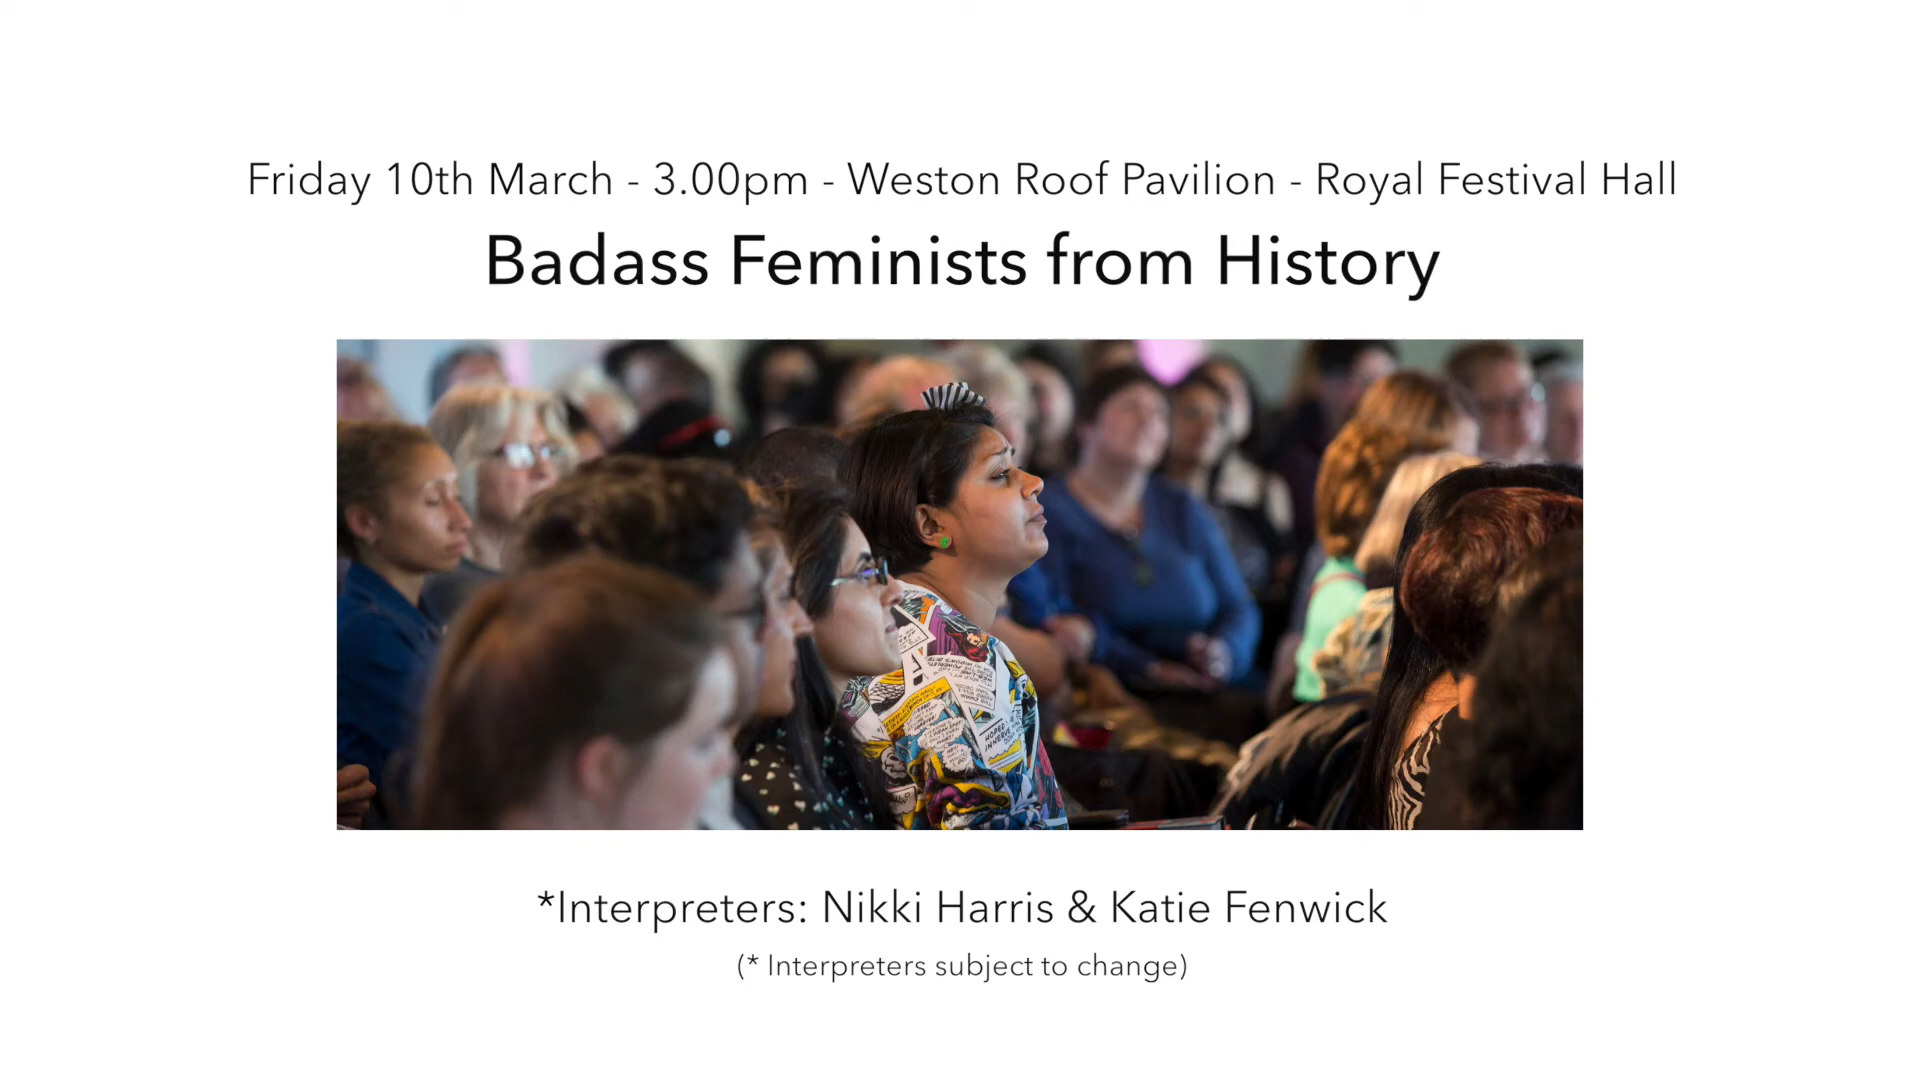 Friday 10th March - 3.00pm - Weston Roof Pavilion - Royal Festival Hall
Badass Feminists from History
*Interpreters: Nikki Harris & Katie Fenwick
(* Interpreters subject to change)